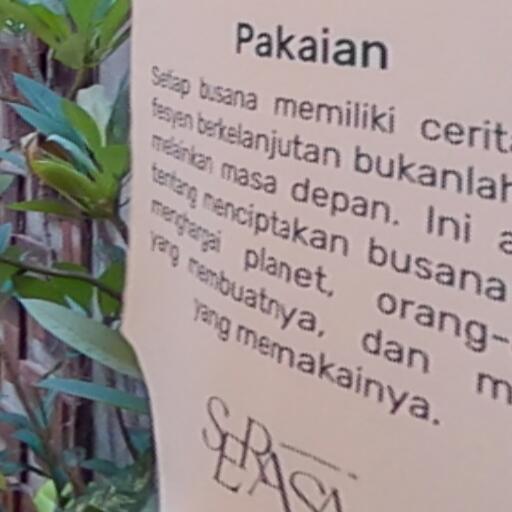 Pakaian
Setiap busana memiliki cerit
fesyen berkelanjutan bukanlah
melainkan masa depan. Ini a
tentang menciptakan busana
menghargai planet, orang-
yang membuatnya, dan m
yang memakainya.